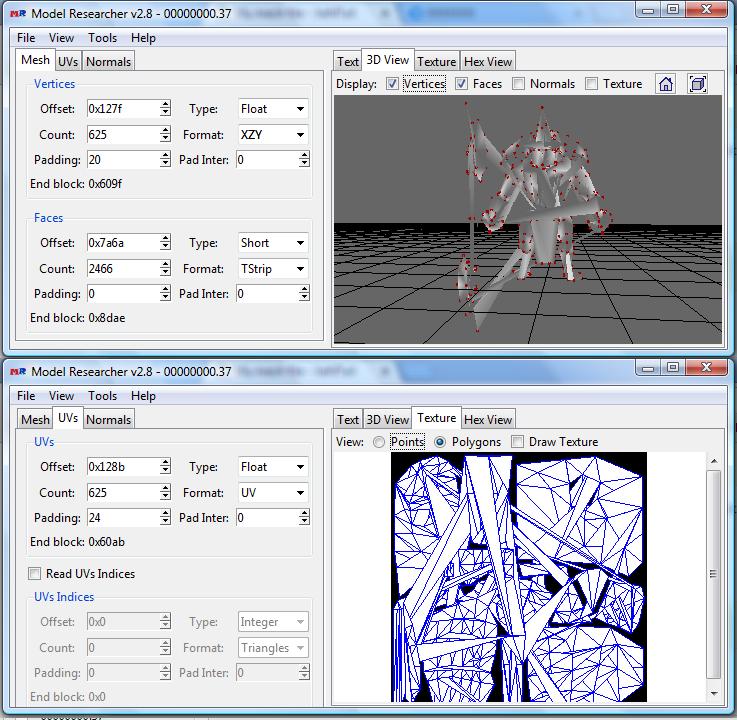 Model Researcher v2.8 - 00000000.37
File View Tools Help
Mesh UVs Normals
Vertices
Offset: 0x127f Type: Float
Count: 625 Format: XZY
Padding: 20 Pad Inter: 0
End block: 0x609f
Faces
Offset: 0x7a6a Type: Short
Count: 2466 Format: TStrip
Padding: 0 Pad Inter: 0
End block: 0x8dae
Text 3D View Texture Hex View
Display: Vertices Faces Normals Texture
Model Researcher v2.8 - 00000000.37
File View Tools Help
Mesh UVs Normals
UVs
Offset: 0x128b Type: Float
Count: 625 Format: UV
Padding: 24 Pad Inter: 0
End block: 0x60ab
Read UVs Indices
UVs Indices
Offset: 0x0 Type: Integer
Count: 0 Format: Triangles
Padding: 0 Pad Inter: 0
End block: 0x0
Text 3D View Texture Hex View
View: Points Polygons Draw Texture